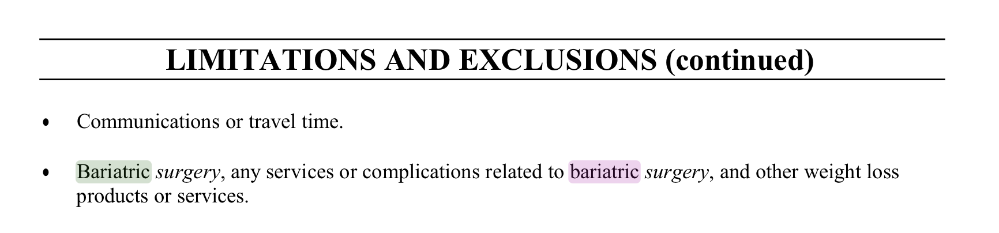 LIMITATIONS AND EXCLUSIONS (continued)
• Communications or travel time.
• Bariatric surgery, any services or complications related to bariatric surgery, and other weight loss
products or services.